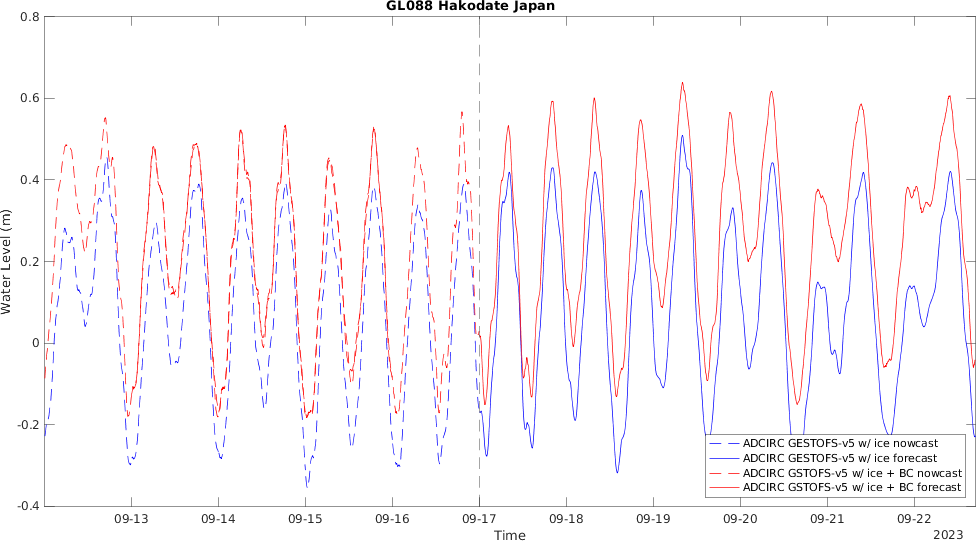 GL088 Hakodate Japan
0.8
0.6
0.4
0.2
0
-0.2
-0.4
Water Level (m)
09-13
09-14
09-15
09-16
09-17
09-18
09-19
09-20
09-21
09-22
Time
2023
ADCIRC GESTOFS-v5 w/ ice nowcast
ADCIRC GESTOFS-v5 w/ ice forecast
ADCIRC GSTOFS-v5 w/ ice + BC nowcast
ADCIRC GSTOFS-v5 w/ ice + BC forecast